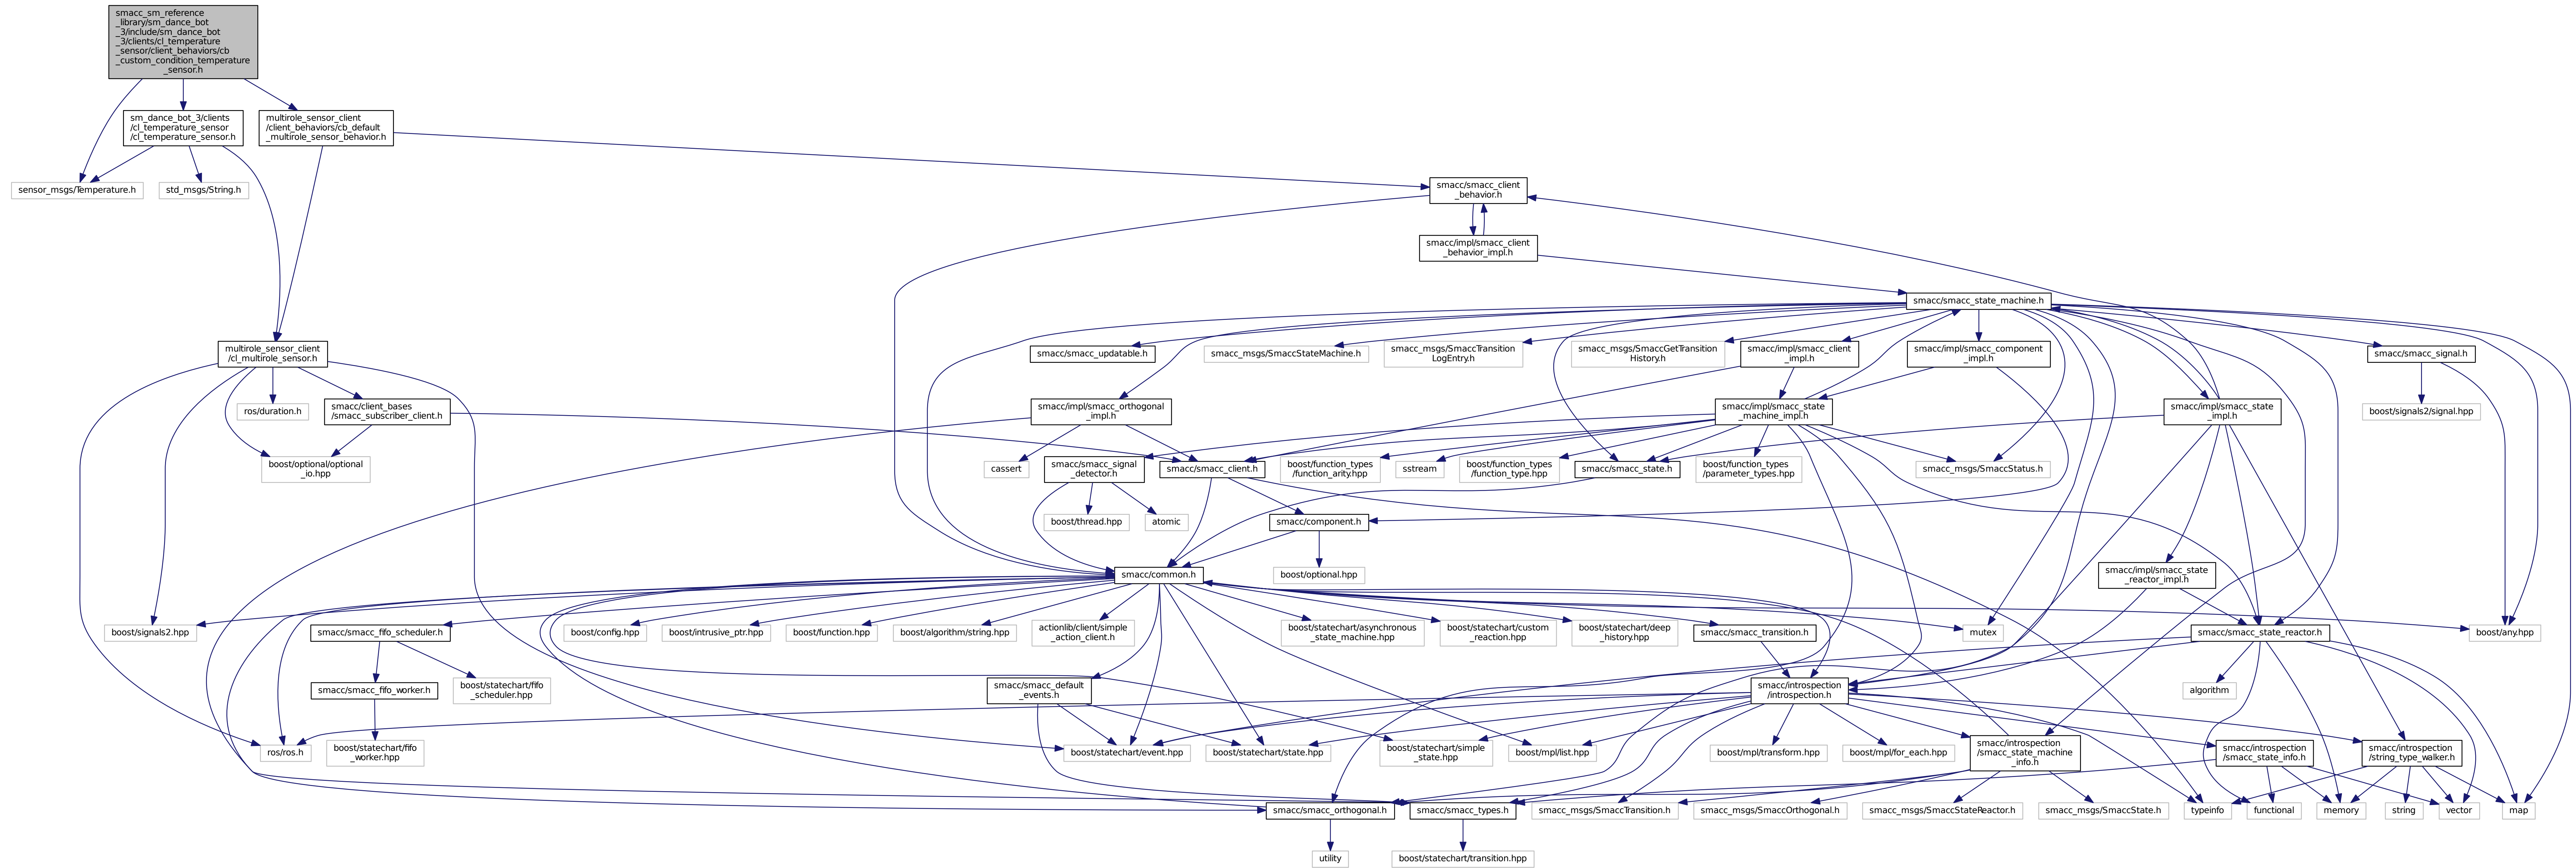 smacc_sm_reference
_library/sm_dance_bot
_3/include/sm_dance_bot
_3/clients/cl_temperature
_sensor/client_behaviors/cb
_custom_condition_temperature
_sensor.h
sm_dance_bot_3/clients
/cl_temperature_sensor
/cl_temperature_sensor.h
multirole_sensor_client
/client_behaviors/cb_default
_multirole_sensor_behavior.h
sensor_msgs/Temperature.h
std_msgs/String.h
smacc/smacc_client
_behavior.h
smacc/impl/smacc_client
_behavior_impl.h
smacc/smacc_state_machine.h
multirole_sensor_client
/cl_multirole_sensor.h
smacc/smacc_updatable.h
smacc_msgs/SmaccStateMachine.h
smacc_msgs/SmaccTransition
LogEntry.h
smacc_msgs/SmaccGetTransition
History.h
smacc/impl/smacc_client
_impl.h
smacc/impl/smacc_component
_impl.h
smacc/smacc_signal.h
ros/duration.h
smacc/client_bases
/smacc_subscriber_client.h
smacc/impl/smacc_orthogonal
_impl.h
smacc/impl/smacc_state
_machine_impl.h
smacc/impl/smacc_state
_impl.h
boost/signals2/signal.hpp
boost/optional/optional
_io.hpp
cassert
smacc/smacc_signal
_detector.h
smacc/smacc_client.h
boost/function_types
/function_arity.hpp
sstream
boost/function_types
/function_type.hpp
smacc/smacc_state.h
boost/function_types
/parameter_types.hpp
smacc_msgs/SmaccStatus.h
boost/thread.hpp
atomic
smacc/component.h
smacc/common.h
boost/optional.hpp
smacc/impl/smacc_state
_reactor_impl.h
boost/signals2.hpp
smacc/smacc_fifo_scheduler.h
boost/config.hpp
boost/intrusive_ptr.hpp
boost/function.hpp
boost/algorithm/string.hpp
actionlib/client/simple
_action_client.h
boost/statechart/asynchronous
_state_machine.hpp
boost/statechart/custom
_reaction.hpp
boost/statechart/deep
_history.hpp
smacc/smacc_transition.h
mutex
smacc/smacc_state_reactor.h
boost/any.hpp
smacc/smacc_fifo_worker.h
boost/statechart/fifo
_scheduler.hpp
smacc/smacc_default
_events.h
smacc/introspection
/introspection.h
algorithm
ros/ros.h
boost/statechart/fifo
_worker.hpp
boost/statechart/event.hpp
boost/statechart/state.hpp
boost/statechart/simple
_state.hpp
boost/mpl/list.hpp
boost/mpl/transform.hpp
boost/mpl/for_each.hpp
smacc/introspection
/smacc_state_machine
_info.h
smacc/introspection
/smacc_state_info.h
smacc/introspection
/string_type_walker.h
smacc/smacc_orthogonal.h
smacc/smacc_types.h
smacc_msgs/SmaccTransition.h
smacc_msgs/SmaccOrthogonal.h
smacc_msgs/SmaccStateReactor.h
smacc_msgs/SmaccState.h
typeinfo
functional
memory
string
vector
map
utility
boost/statechart/transition.hpp